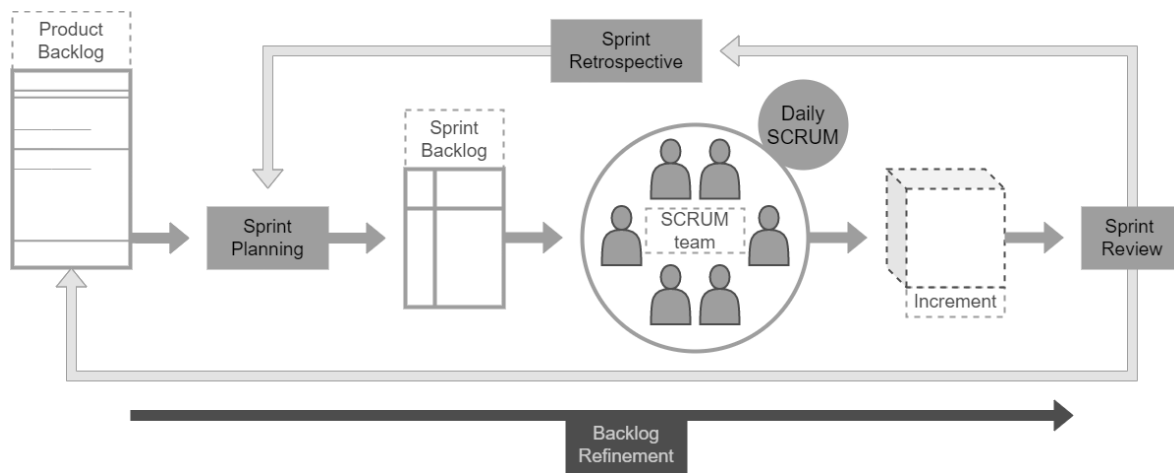 Product
Backlog
Sprint
Retrospective
Daily
SCRUM
Sprint
Backlog
Sprint
Planning
SCRUM
team
Sprint
Review
Increment
Backlog
Refinement